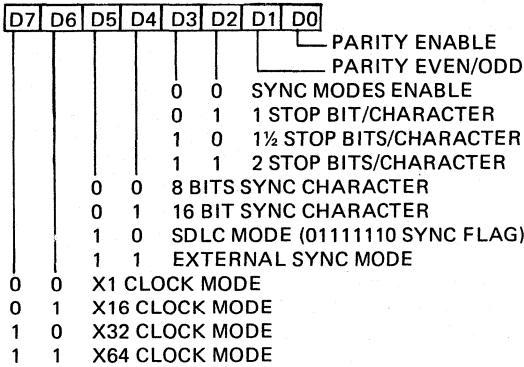 D7 D6 D5 D4 D3 D2 D1 D0
PARITY ENABLE
PARITY EVEN/ODD
0 0 SYNC MODES ENABLE
0 1 1 STOP BIT/CHARACTER
1 0 1½ STOP BITS/CHARACTER
1 1 2 STOP BITS/CHARACTER
0 0 8 BITS SYNC CHARACTER
0 1 16 BIT SYNC CHARACTER
1 0 SDLC MODE (01111110 SYNC FLAG)
1 1 EXTERNAL SYNC MODE
0 0 X1 CLOCK MODE
0 1 X16 CLOCK MODE
1 0 X32 CLOCK MODE
1 1 X64 CLOCK MODE